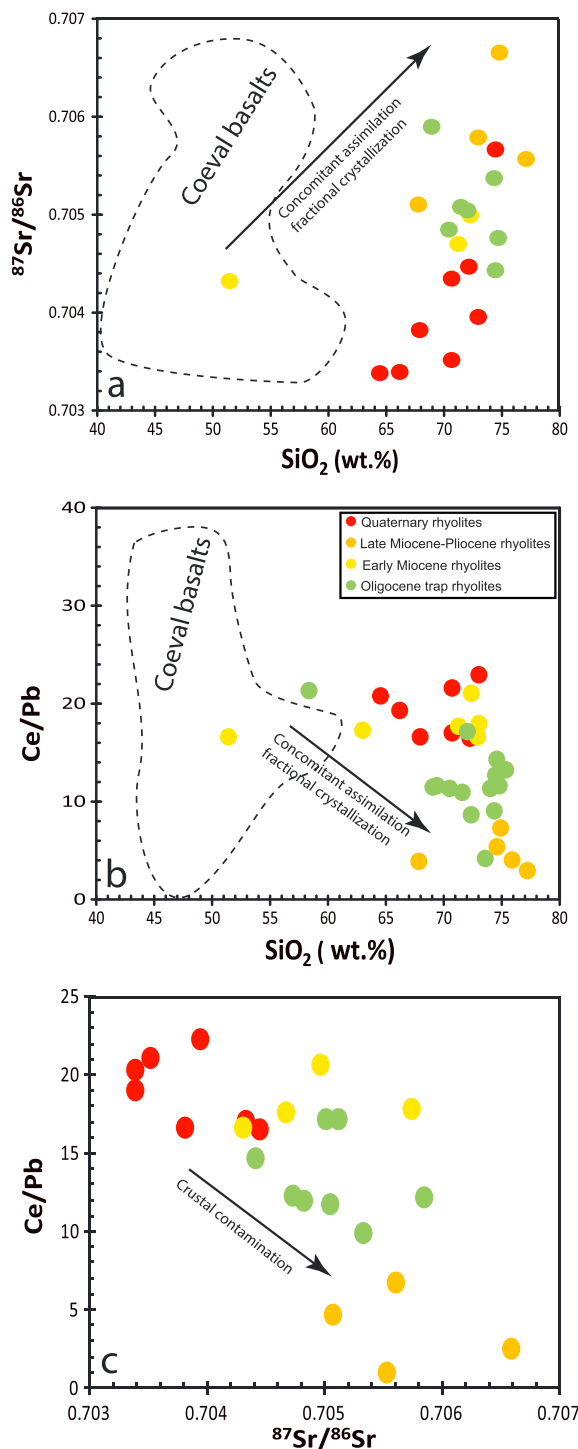 0.707
0.706
0.705
0.704
0.703
87Sr/86Sr
Coeval basalts
Concomitant assimilation
fractional crystallization
a
40 45 50 55 60 65 70 75 80
SiO2 (wt.%)
40
30
20
10
0
Ce/Pb
Coeval basalts
Quaternary rhyolites
Late Miocene-Pliocene rhyolites
Early Miocene rhyolites
Oligocene trap rhyolites
Concomitant assimilation
fractional crystallization
b
40 45 50 55 60 65 70 75 80
SiO2 ( wt.%)
25
20
15
10
5
0
Ce/Pb
Crustal contamination
c
0.703 0.704 0.705 0.706 0.707
87Sr/86Sr